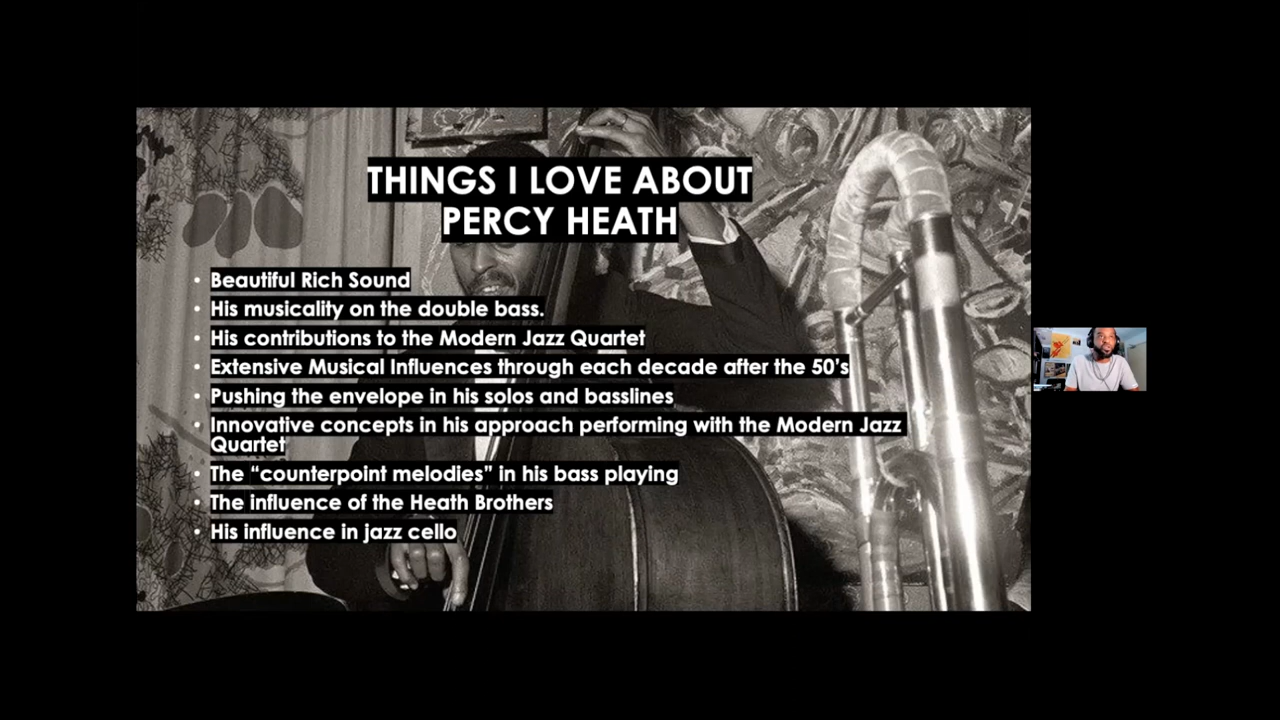 THINGS I LOVE ABOUT
PERCY HEATH
• Beautiful Rich Sound
• His musicality on the double bass.
• His contributions to the Modern Jazz Quartet
• Extensive Musical Influences through each decade after the 50's
• Pushing the envelope in his solos and basslines
• Innovative concepts in his approach performing with the Modern Jazz
Quartet
• The “counterpoint melodies” in his bass playing
• The influence of the Heath Brothers
• His influence in jazz cello